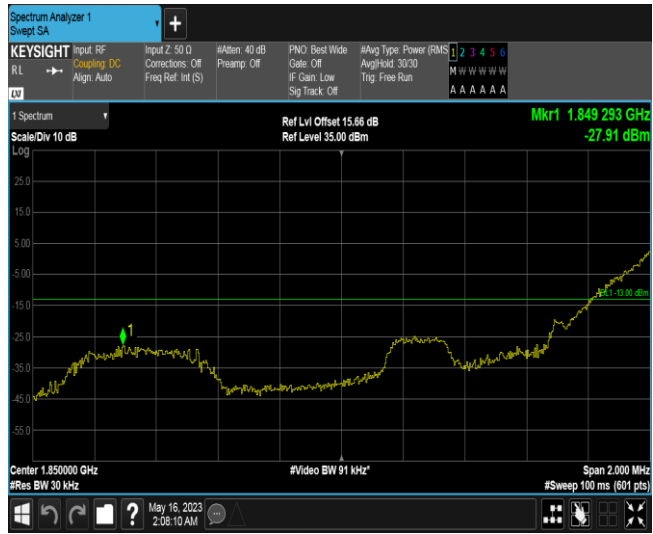 Spectrum Analyzer 1
Swept SA
+
KEYSIGHT
RL
LXI
Input: RF
Coupling: DC
Align: Auto
Input Z: 50 Ω
Corrections: Off
Freq Ref: Int (S)
#Atten: 40 dB
Preamp: Off
PNO: Best Wide
Gate: Off
IF Gain: Low
Sig Track: Off
#Avg Type: Power (RMS
Avg|Hold: 30/30
Trig: Free Run
1 2 3 4 5 6
M W W W W W
A A A A A A
1 Spectrum
Scale/Div 10 dB
Ref Lvl Offset 15.66 dB
Ref Level 35.00 dBm
Mkr1 1.849 293 GHz
-27.91 dBm
Log
25.0
15.0
5.00
-5.00
DL1 -13.00 dBm
-15.0
1
-25.0
-35.0
-45.0
-55.0
Center 1.850000 GHz
#Video BW 91 kHz*
Span 2.000 MHz
#Res BW 30 kHz
#Sweep 100 ms (601 pts)
?
May 16, 2023
2:08:10 AM